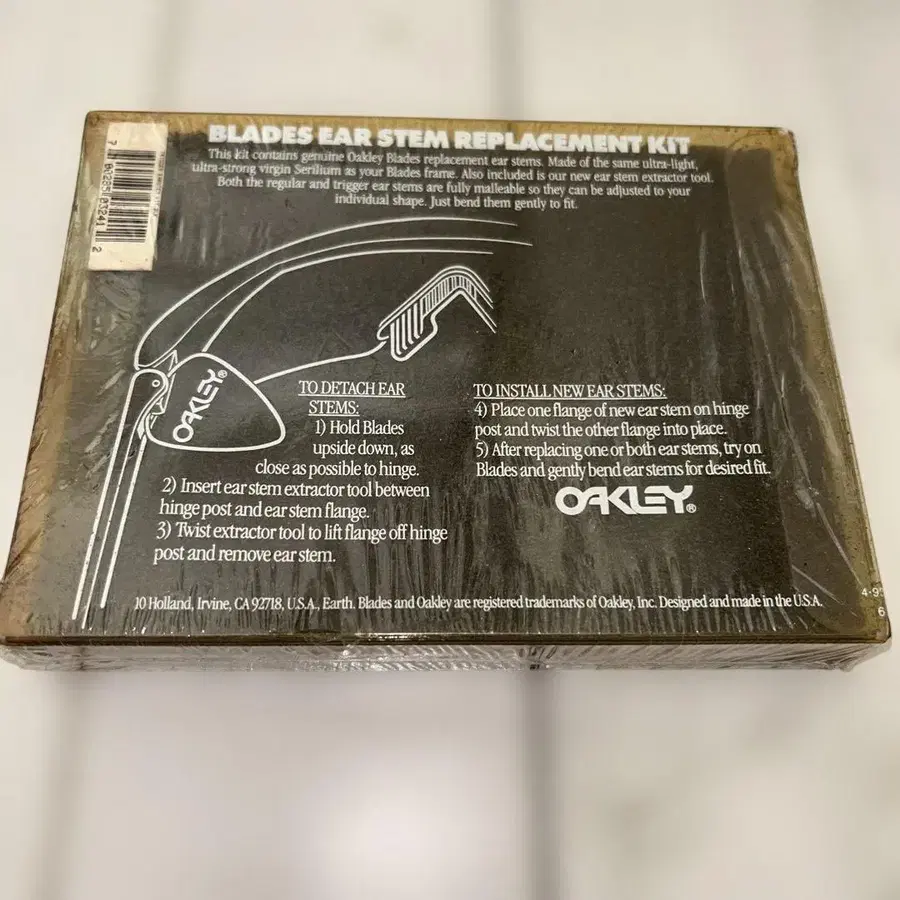 BLADES EAR STEM REPLACEMENT KIT
This kit contains genuine Oakley Blades replacement ear stems. Made of the same ultra-light,
ultra-strong virgin Serilium as your Blades frame. Also included is our new ear stem extractor tool.
Both the regular and trigger ear stems are fully malleable so they can be adjusted to your
individual shape. Just bend them gently to fit.
OAKLEY®
TO DETACH EAR
STEMS:
1) Hold Blades
upside down, as
close as possible to hinge.
2) Insert ear stem extractor tool between
hinge post and ear stem flange.
3) Twist extractor tool to lift flange off hinge
post and remove ear stem.
TO INSTALL NEW EAR STEMS:
4) Place one flange of new ear stem on hinge
post and twist the other flange into place.
5) After replacing one or both ear stems, try on
Blades and gently bend ear stems for desired fit.
OAKLEY®
10 Holland, Irvine, CA 92718, U.S.A., Earth. Blades and Oakley are registered trademarks of Oakley, Inc. Designed and made in the U.S.A.